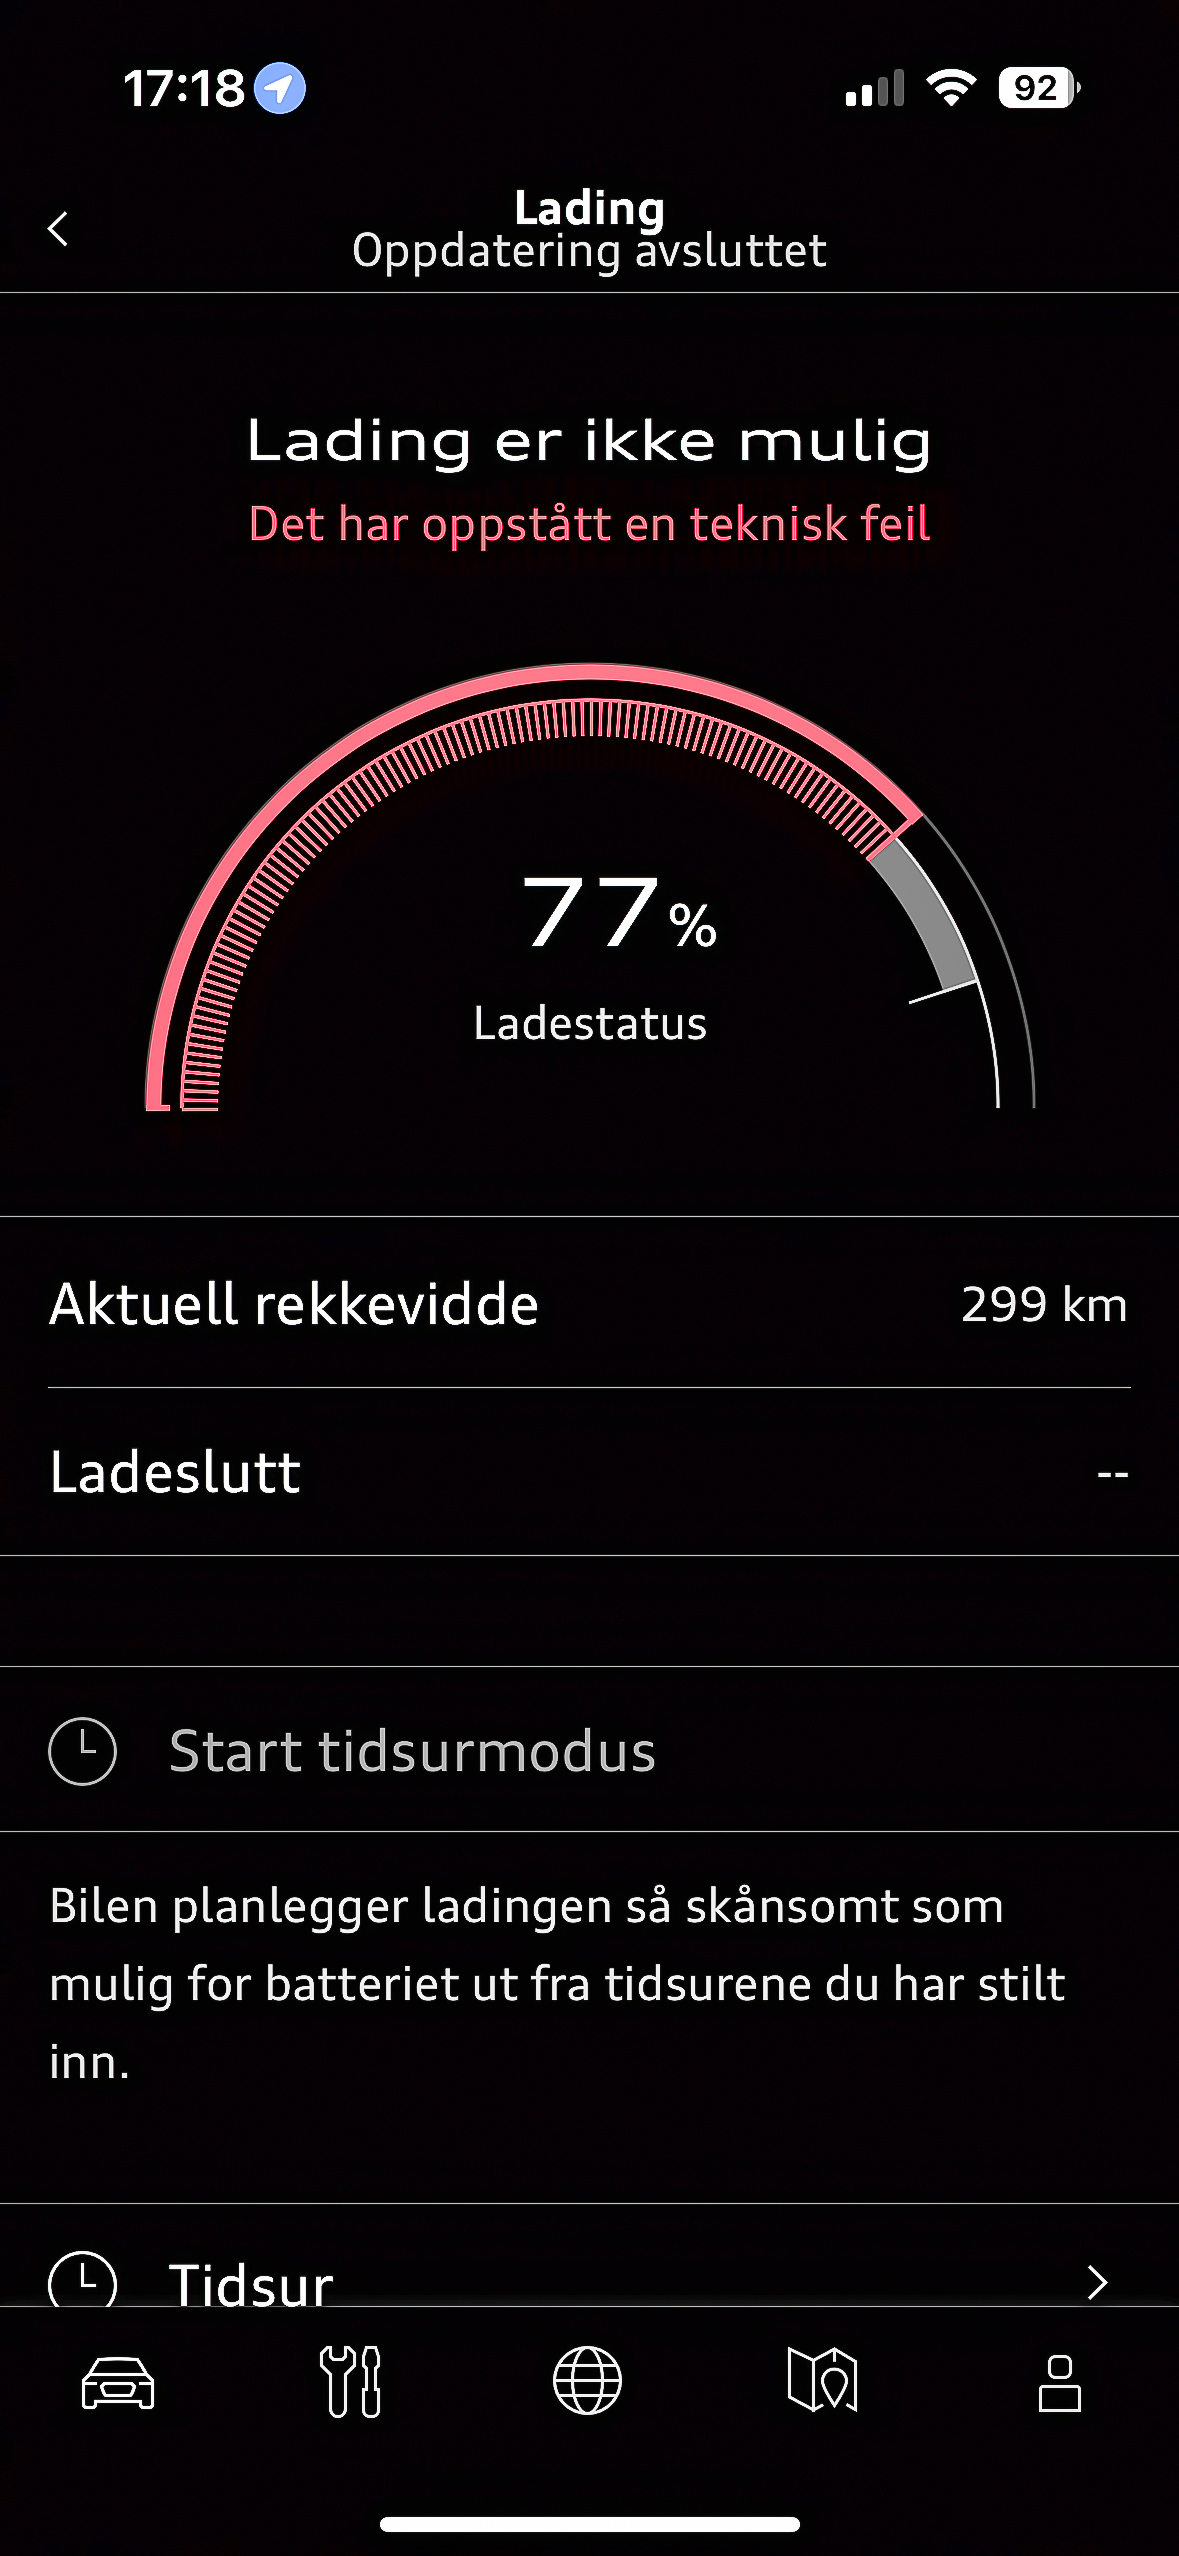 17:18
92
Lading
Oppdatering avsluttet
Lading er ikke mulig
Det har oppstått en teknisk feil
77%
Ladestatus
Aktuell rekkevidde 299 km
Ladeslutt --
Start tidsurmodus
Bilen planlegger ladingen så skånsomt som
mulig for batteriet ut fra tidsurene du har stilt
inn.
Tidsur